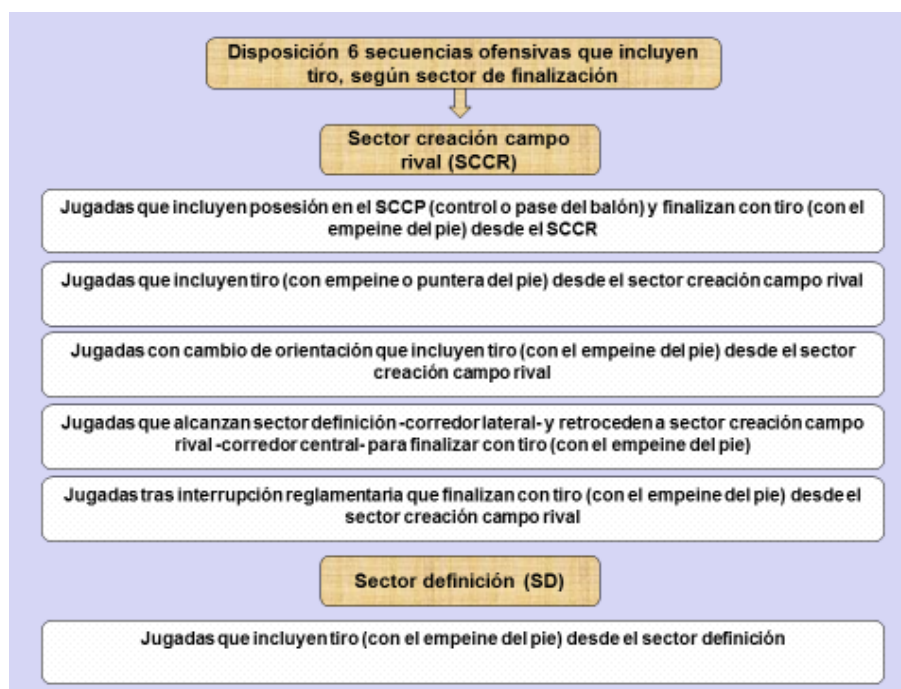 Disposición 6 secuencias ofensivas que incluyen
tiro, según sector de finalización
Sector creación campo
rival (SCCR)
Jugadas que incluyen posesión en el SCCP (control o pase del balón) y finalizan con tiro (con el
empeine del pie) desde el SCCR
Jugadas que incluyen tiro (con empeine o puntera del pie) desde el sector creación campo rival
Jugadas con cambio de orientación que incluyen tiro (con el empeine del pie) desde el sector
creación campo rival
Jugadas que alcanzan sector definición -corredor lateral- y retroceden a sector creación campo
rival -corredor central- para finalizar con tiro (con el empeine del pie)
Jugadas tras interrupción reglamentaria que finalizan con tiro (con el empeine del pie) desde el
sector creación campo rival
Sector definición (SD)
Jugadas que incluyen tiro (con el empeine del pie) desde el sector definición